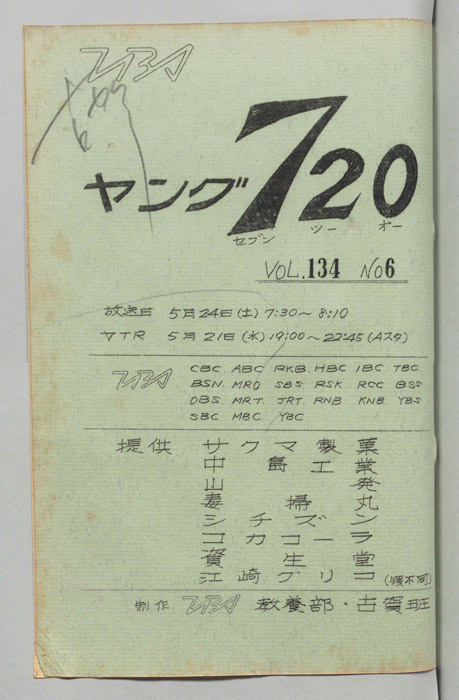 TBS
ヤング720
セブン ツー オー
VOL.134 No6
放送日 5月24日(土) 7:30～8:10
VTR 5月21日(水) 19:00～22:45(Aスタ)
TBS CBC. ABC RKB. HBC IBC TBC
BSN. MRO SBS. RSK RCC BSS
OBS. MRT. JRT. RNB KNB YBS
SBC MBC YBC
提供 サクマ製菓
中島工業
山発
毒掃丸
シチズン
コカコーラ
資生堂
江崎グリコ (順不同)
制作 TBS 教養部・古賀班